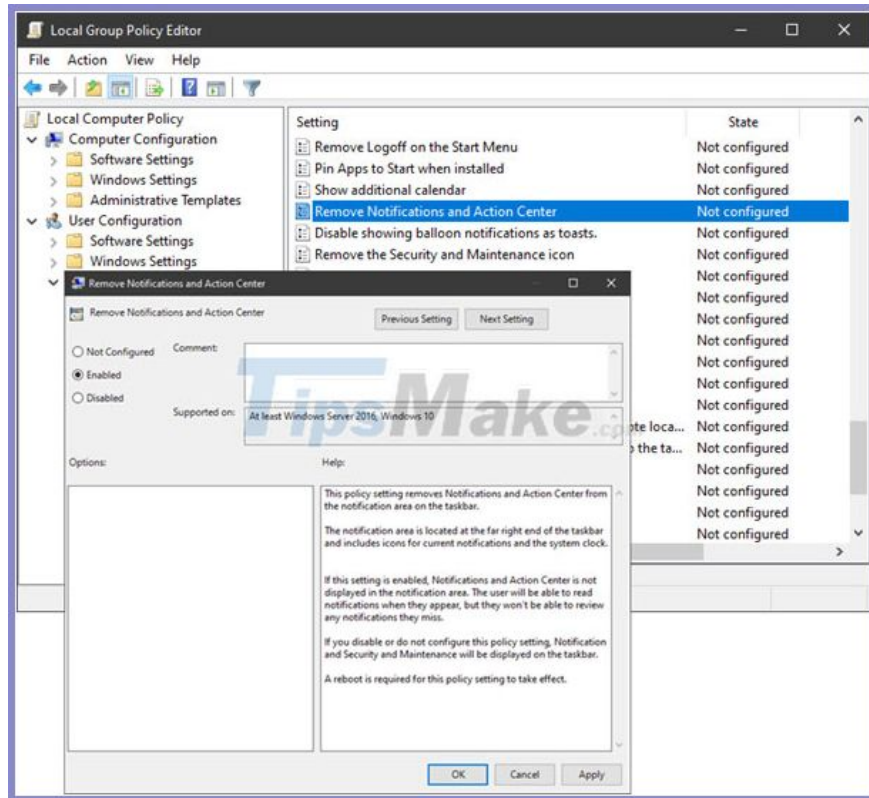 Local Group Policy Editor
File Action View Help
Local Computer Policy
Computer Configuration
Software Settings
Windows Settings
Administrative Templates
User Configuration
Software Settings
Windows Settings
Setting State
Remove Logoff on the Start Menu Not configured
Pin Apps to Start when installed Not configured
Show additional calendar Not configured
Remove Notifications and Action Center Not configured
Disable showing balloon notifications as toasts. Not configured
Remove the Security and Maintenance icon Not configured
Not configured
Not configured
Not configured
Not configured
Not configured
Not configured
Not configured
ote loca... Not configured
o the ta... Not configured
Not configured
Not configured
Not configured
Not configured
Remove Notifications and Action Center
Remove Notifications and Action Center
Previous Setting Next Setting
Not Configured
Enabled
Disabled
Comment:
Supported on:
At least Windows Server 2016, Windows 10
TipsMake.com
Options:
Help:
This policy setting removes Notifications and Action Center from
the notification area on the taskbar.
The notification area is located at the far right end of the taskbar
and includes icons for current notifications and the system clock.
If this setting is enabled, Notifications and Action Center is not
displayed in the notification area. The user will be able to read
notifications when they appear, but they won't be able to review
any notifications they miss.
If you disable or do not configure this policy setting, Notification
and Security and Maintenance will be displayed on the taskbar.
A reboot is required for this policy setting to take effect.
OK Cancel Apply